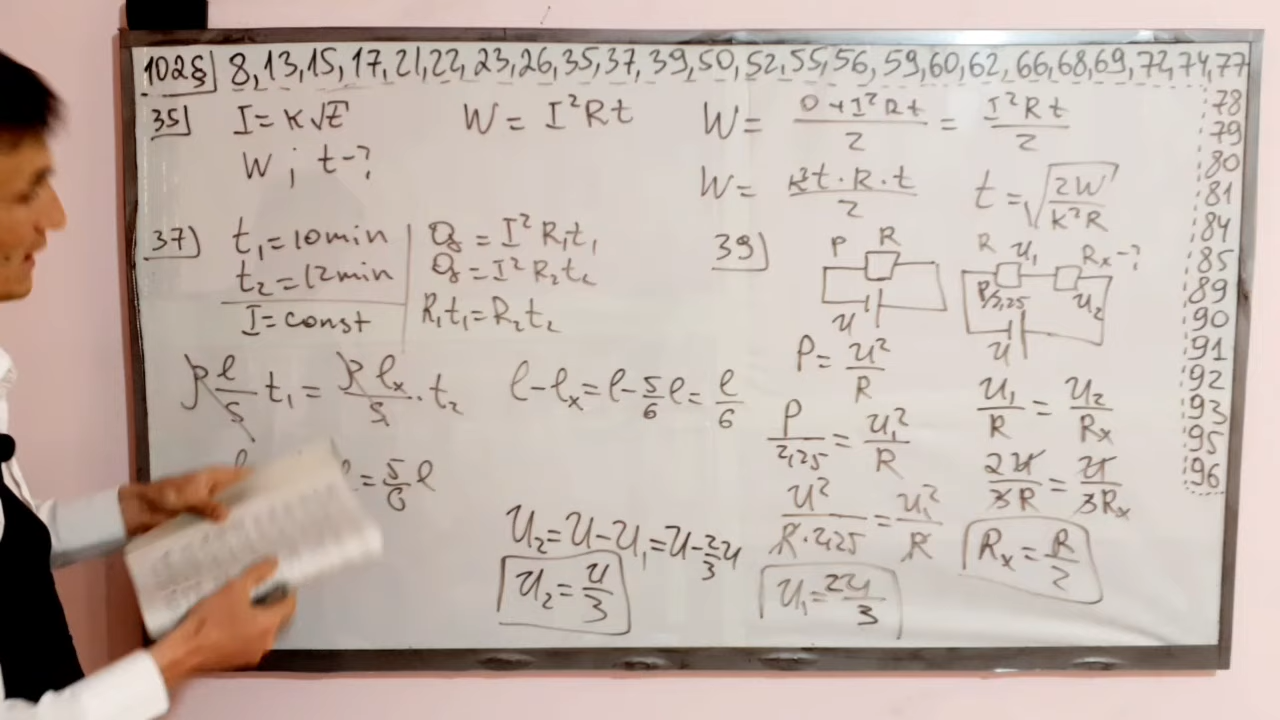 102§ 8,13,15,17,21,22,23,26,35,37,39,50,52,55,56,59,60,62,66,68,69,72,74,77
78
79
80
81
84
85
89
90
91
92
93
95
96
35) I=K√t
W ; t-?
W = I²Rt
W = (0+I²Rt)/2 = I²Rt/2
W = K²t·R·t/2
t = √(2W/K²R)
37) t₁=10min
t₂=12min
I=const
Q = I²R₁t₁
Q = I²R₂t₂
R₁t₁=R₂t₂
ρ l/s t₁ = ρ lₓ/s · t₂
l-lₓ = l-5/6 l = l/6
= 5/6 l
39) P R
U
R U₁ Rₓ-?
P/2,25 U₂
U
P = U²/R
P/2,25 = U₁²/R
U²/R·2,25 = U₁²/R
U₁=2U/3
U₂=U-U₁=U-2/3U
U₂=U/3
U₁/R = U₂/Rₓ
2U/3R = U/3Rₓ
Rₓ = R/2